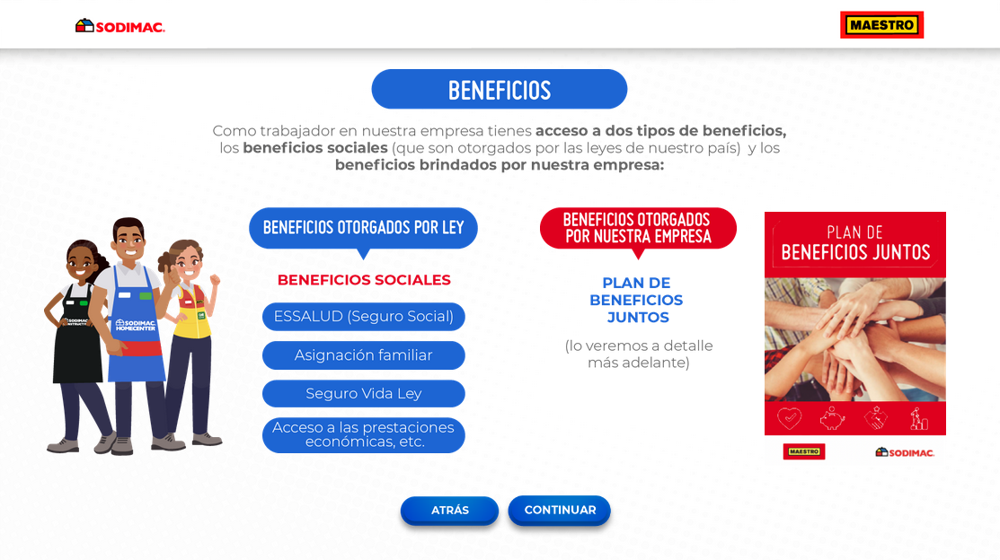 SODIMAC.
MAESTRO
BENEFICIOS
Como trabajador en nuestra empresa tienes acceso a dos tipos de beneficios,
los beneficios sociales (que son otorgados por las leyes de nuestro país) y los
beneficios brindados por nuestra empresa:
BENEFICIOS OTORGADOS POR LEY
BENEFICIOS SOCIALES
ESSALUD (Seguro Social)
Asignación familiar
Seguro Vida Ley
Acceso a las prestaciones
económicas, etc.
BENEFICIOS OTORGADOS
POR NUESTRA EMPRESA
PLAN DE
BENEFICIOS
JUNTOS
(lo veremos a detalle
más adelante)
PLAN DE
BENEFICIOS JUNTOS
MAESTRO
SODIMAC.
SODIMAC.
SODIMAC.
HOMECENTER
ATRÁS
CONTINUAR